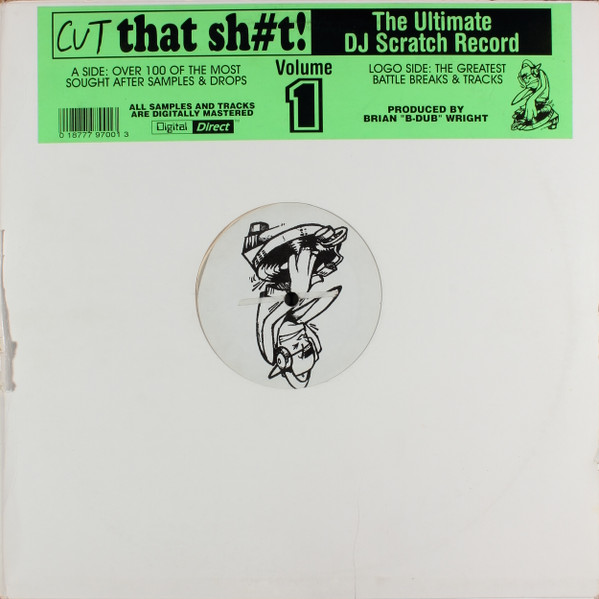 CUT that sh#t!
The Ultimate
DJ Scratch Record
A SIDE: OVER 100 OF THE MOST
SOUGHT AFTER SAMPLES & DROPS
Volume
1
LOGO SIDE: THE GREATEST
BATTLE BREAKS & TRACKS
ALL SAMPLES AND TRACKS
ARE DIGITALLY MASTERED
Digital Direct
PRODUCED BY
BRIAN "B-DUB" WRIGHT
0 18777 97001 3